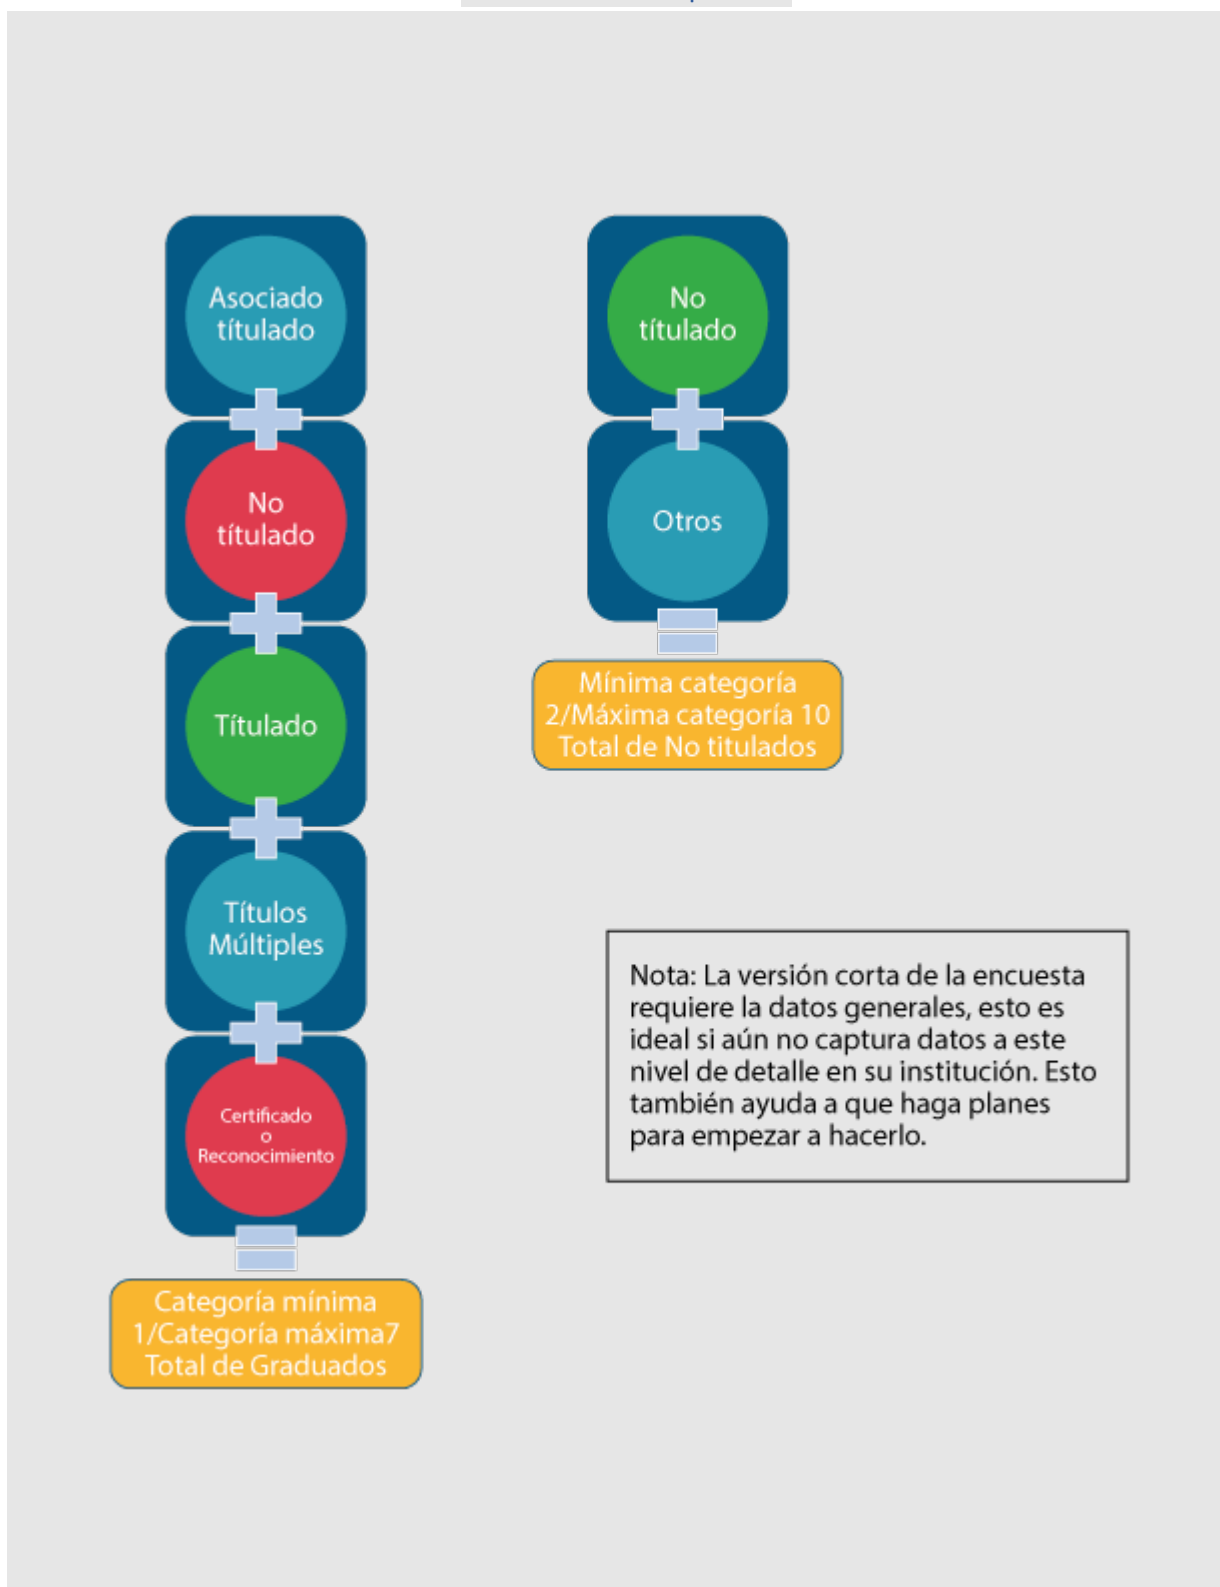 Asociado
títulado
No
títulado
Títulado
Títulos
Múltiples
Certificado
o
Reconocimiento
Categoría mínima
1/Categoría máxima7
Total de Graduados
No
títulado
Otros
Mínima categoría
2/Máxima categoría 10
Total de No titulados
Nota: La versión corta de la encuesta
requiere la datos generales, esto es
ideal si aún no captura datos a este
nivel de detalle en su institución. Esto
también ayuda a que haga planes
para empezar a hacerlo.